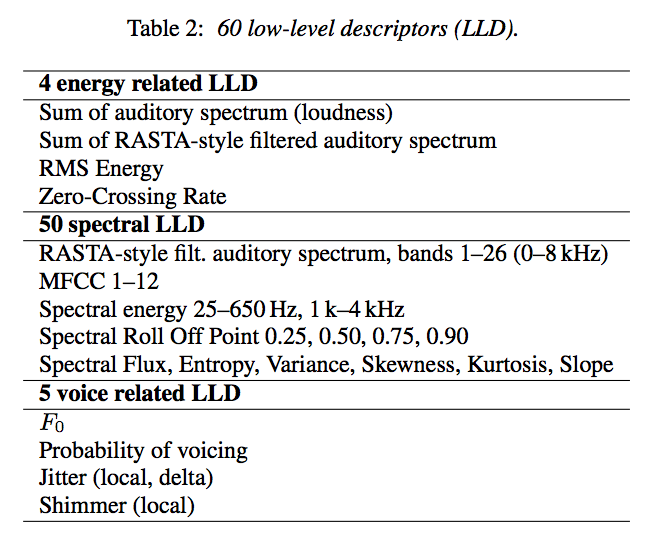 Table 2: 60 low-level descriptors (LLD).
4 energy related LLD
Sum of auditory spectrum (loudness)
Sum of RASTA-style filtered auditory spectrum
RMS Energy
Zero-Crossing Rate
50 spectral LLD
RASTA-style filt. auditory spectrum, bands 1–26 (0–8 kHz)
MFCC 1–12
Spectral energy 25–650 Hz, 1 k–4 kHz
Spectral Roll Off Point 0.25, 0.50, 0.75, 0.90
Spectral Flux, Entropy, Variance, Skewness, Kurtosis, Slope
5 voice related LLD
F₀
Probability of voicing
Jitter (local, delta)
Shimmer (local)